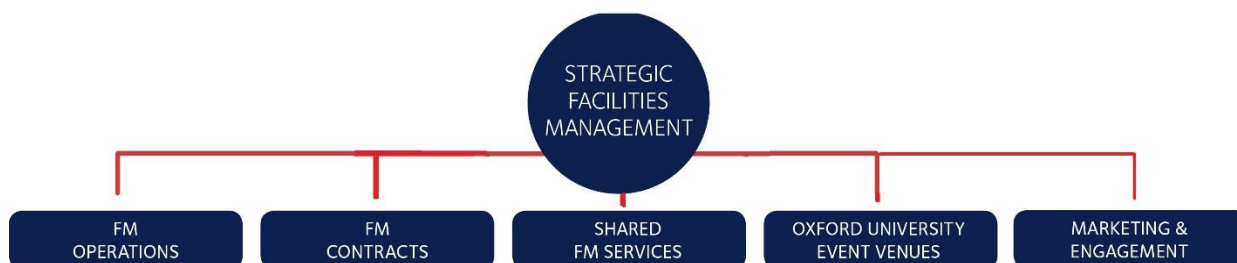 STRATEGIC
FACILITIES
MANAGEMENT
FM
OPERATIONS
FM
CONTRACTS
SHARED
FM SERVICES
OXFORD UNIVERSITY
EVENT VENUES
MARKETING &
ENGAGEMENT